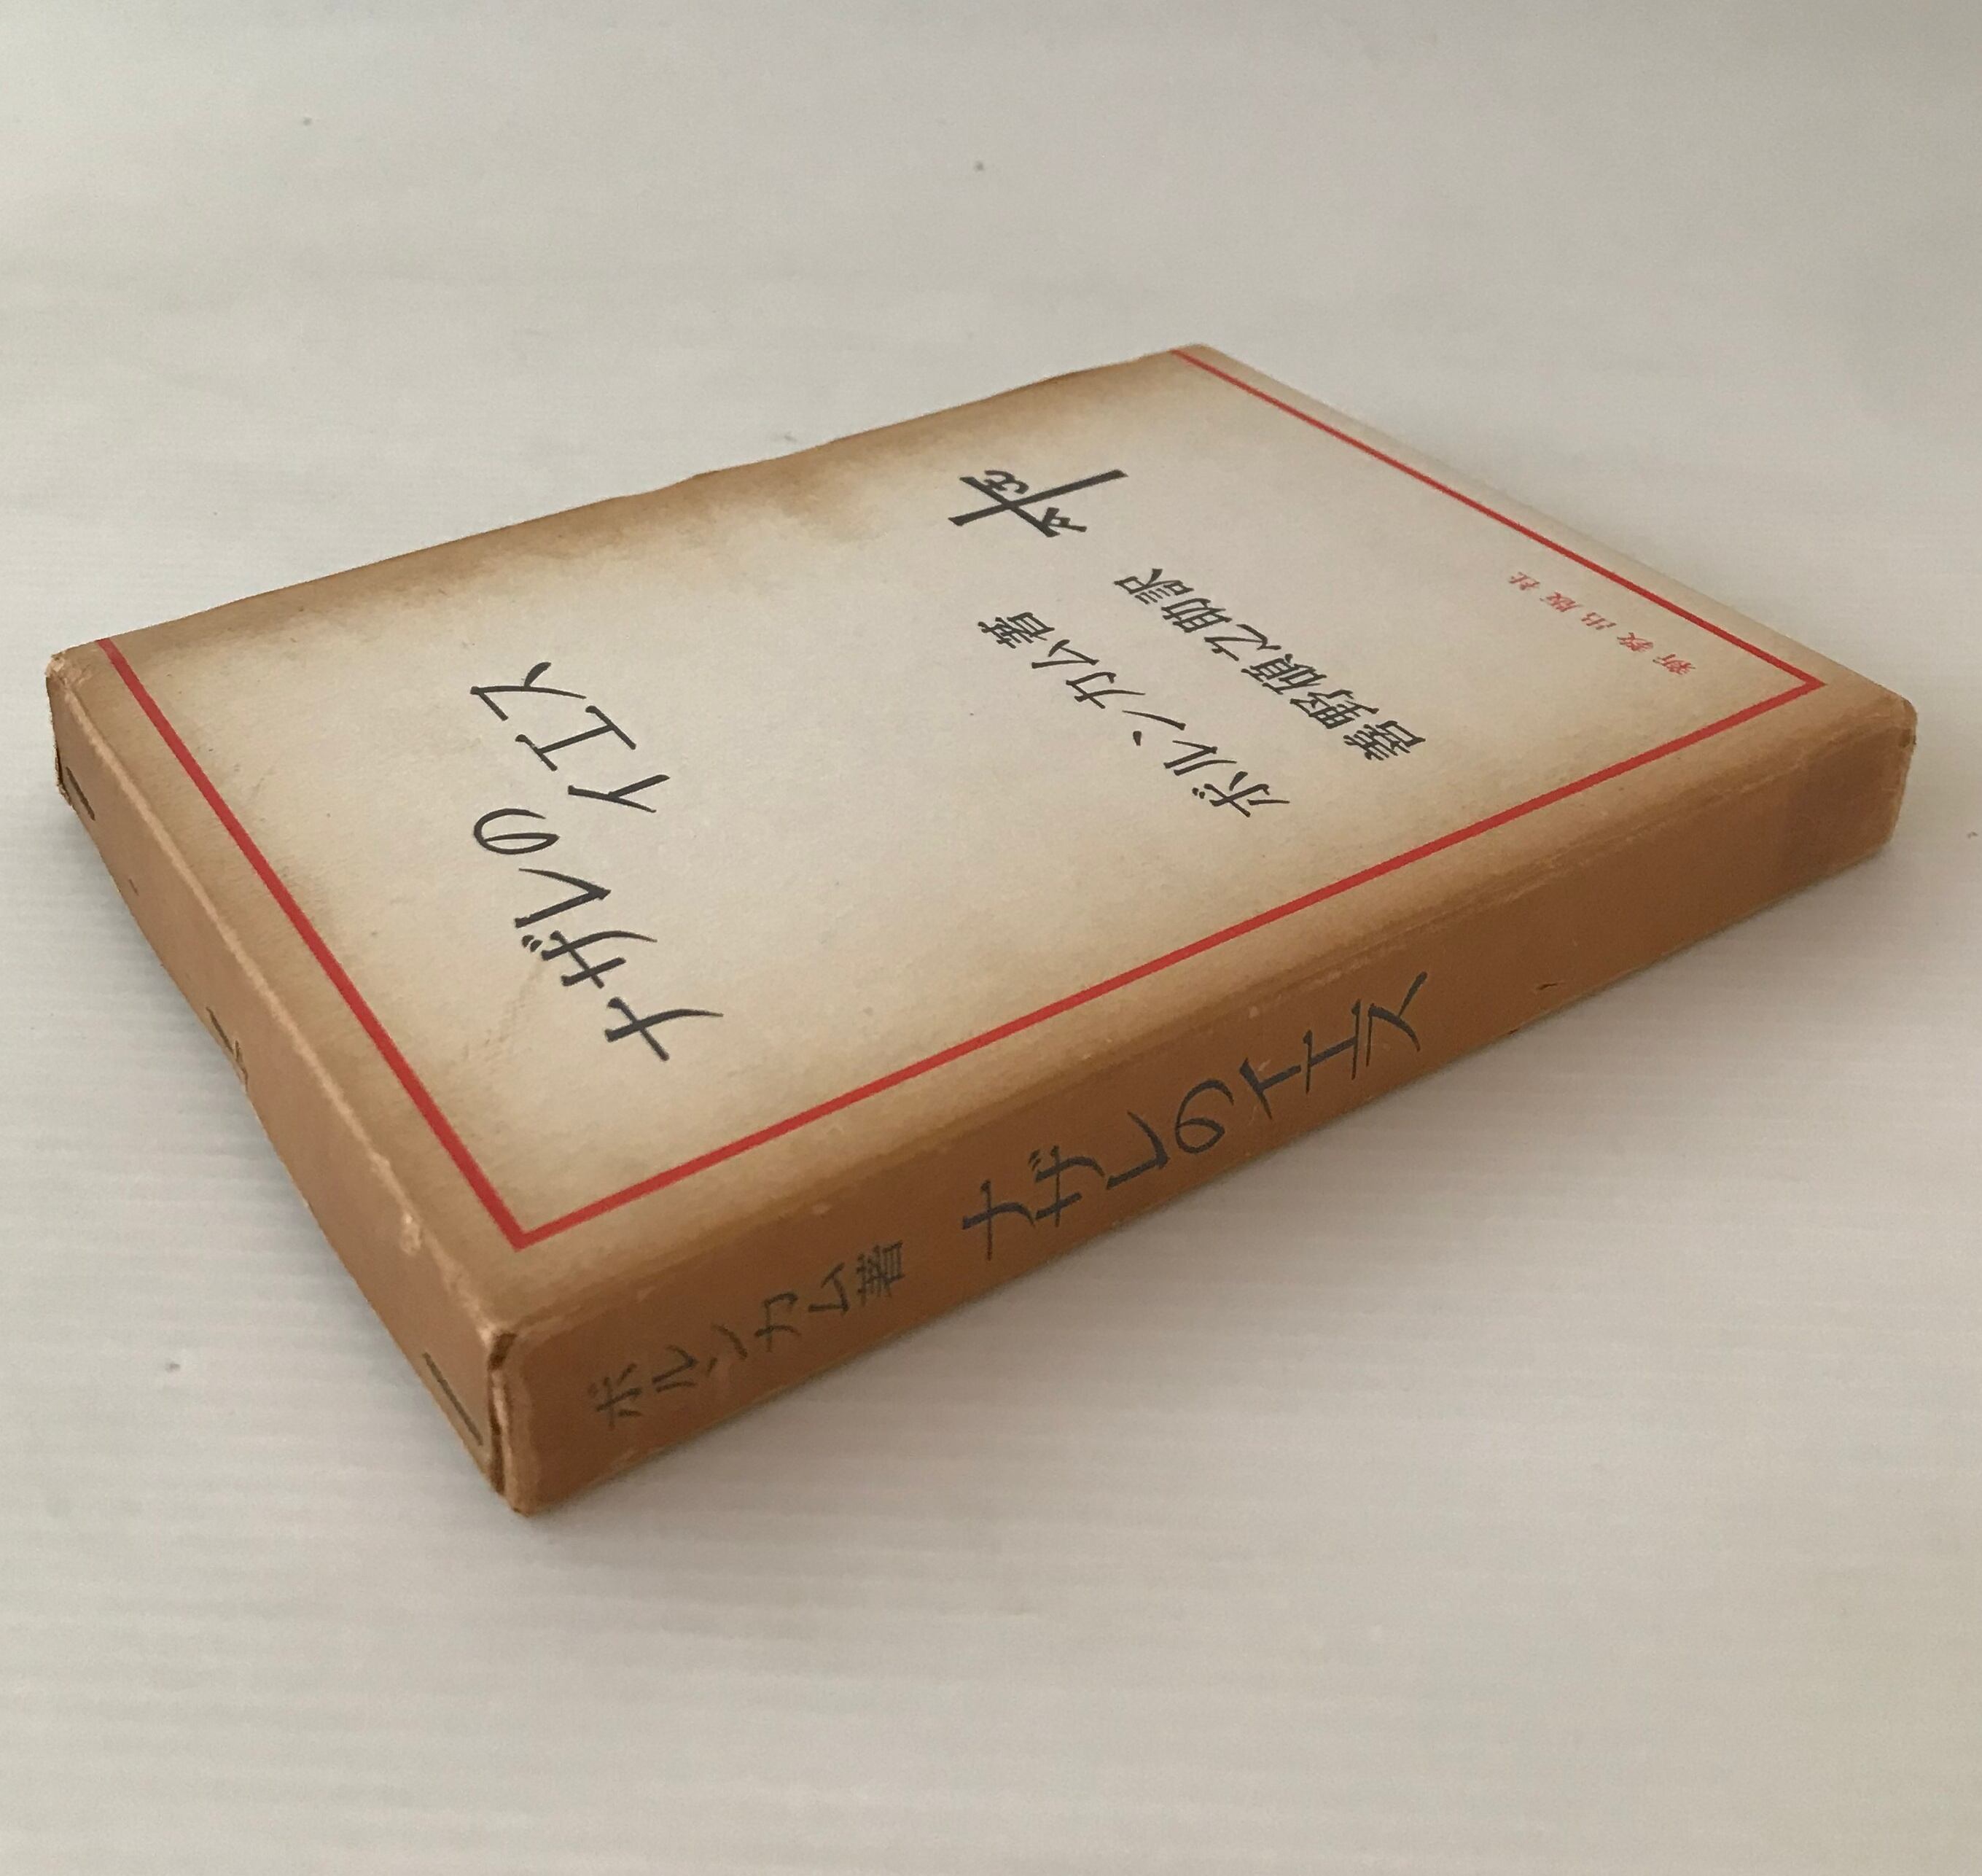 ナザレの
イエス
ボルンカム著
善野碩之助訳
新教出版社
ボルンカム著 ナザレのイエス